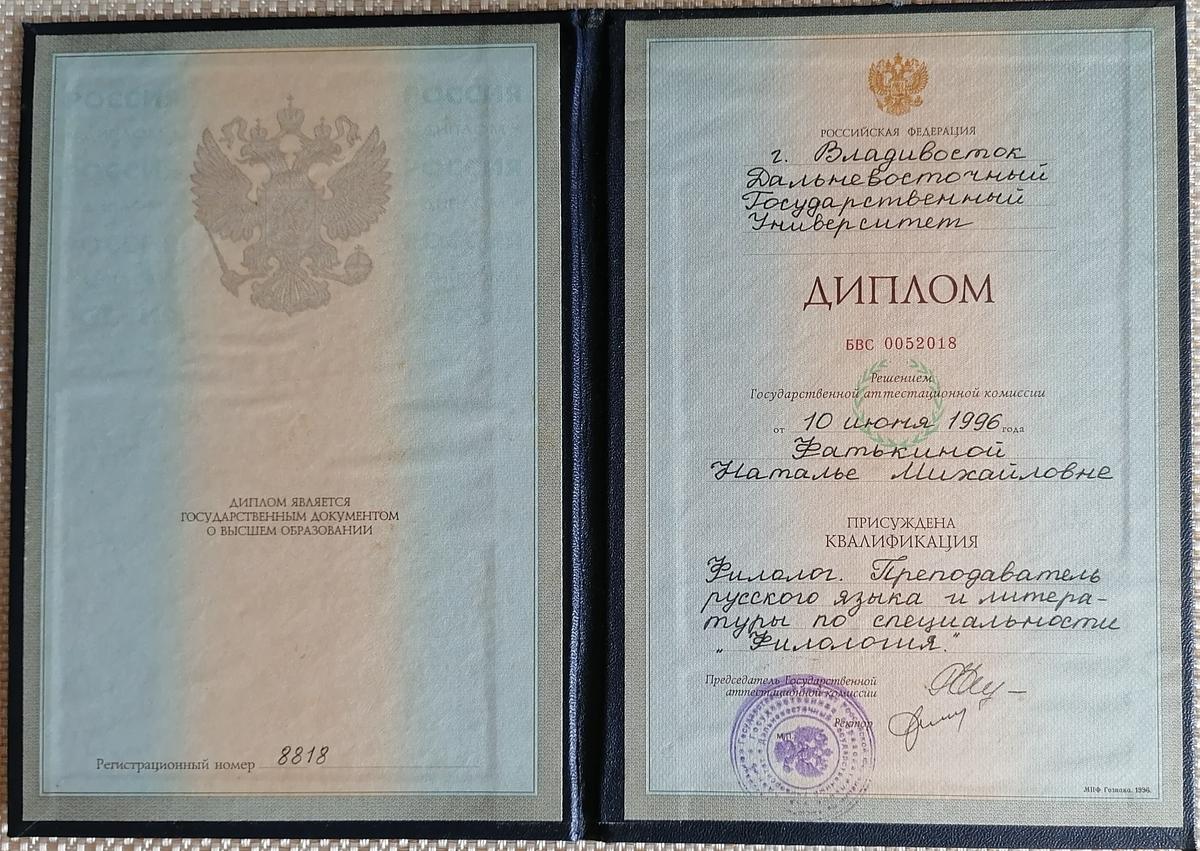 ДИПЛОМ ЯВЛЯЕТСЯ
ГОСУДАРСТВЕННЫМ ДОКУМЕНТОМ
О ВЫСШЕМ ОБРАЗОВАНИИ
Регистрационный номер 8818
РОССИЙСКАЯ ФЕДЕРАЦИЯ
г. Владивосток
Дальневосточный
Государственный
Университет
ДИПЛОМ
БВС 0052018
Решением
Государственной аттестационной комиссии
от 10 июня 1996 года
Фатькиной
Наталье Михайловне
ПРИСУЖДЕНА
КВАЛИФИКАЦИЯ
Филолог. Преподаватель
русского языка и литера-
туры по специальности
„Филология."
Председатель Государственной
аттестационной комиссии
Ректор
МПФ Гознака. 1996.